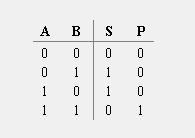 A B S P
0 0 0 0
0 1 1 0
1 0 1 0
1 1 0 1